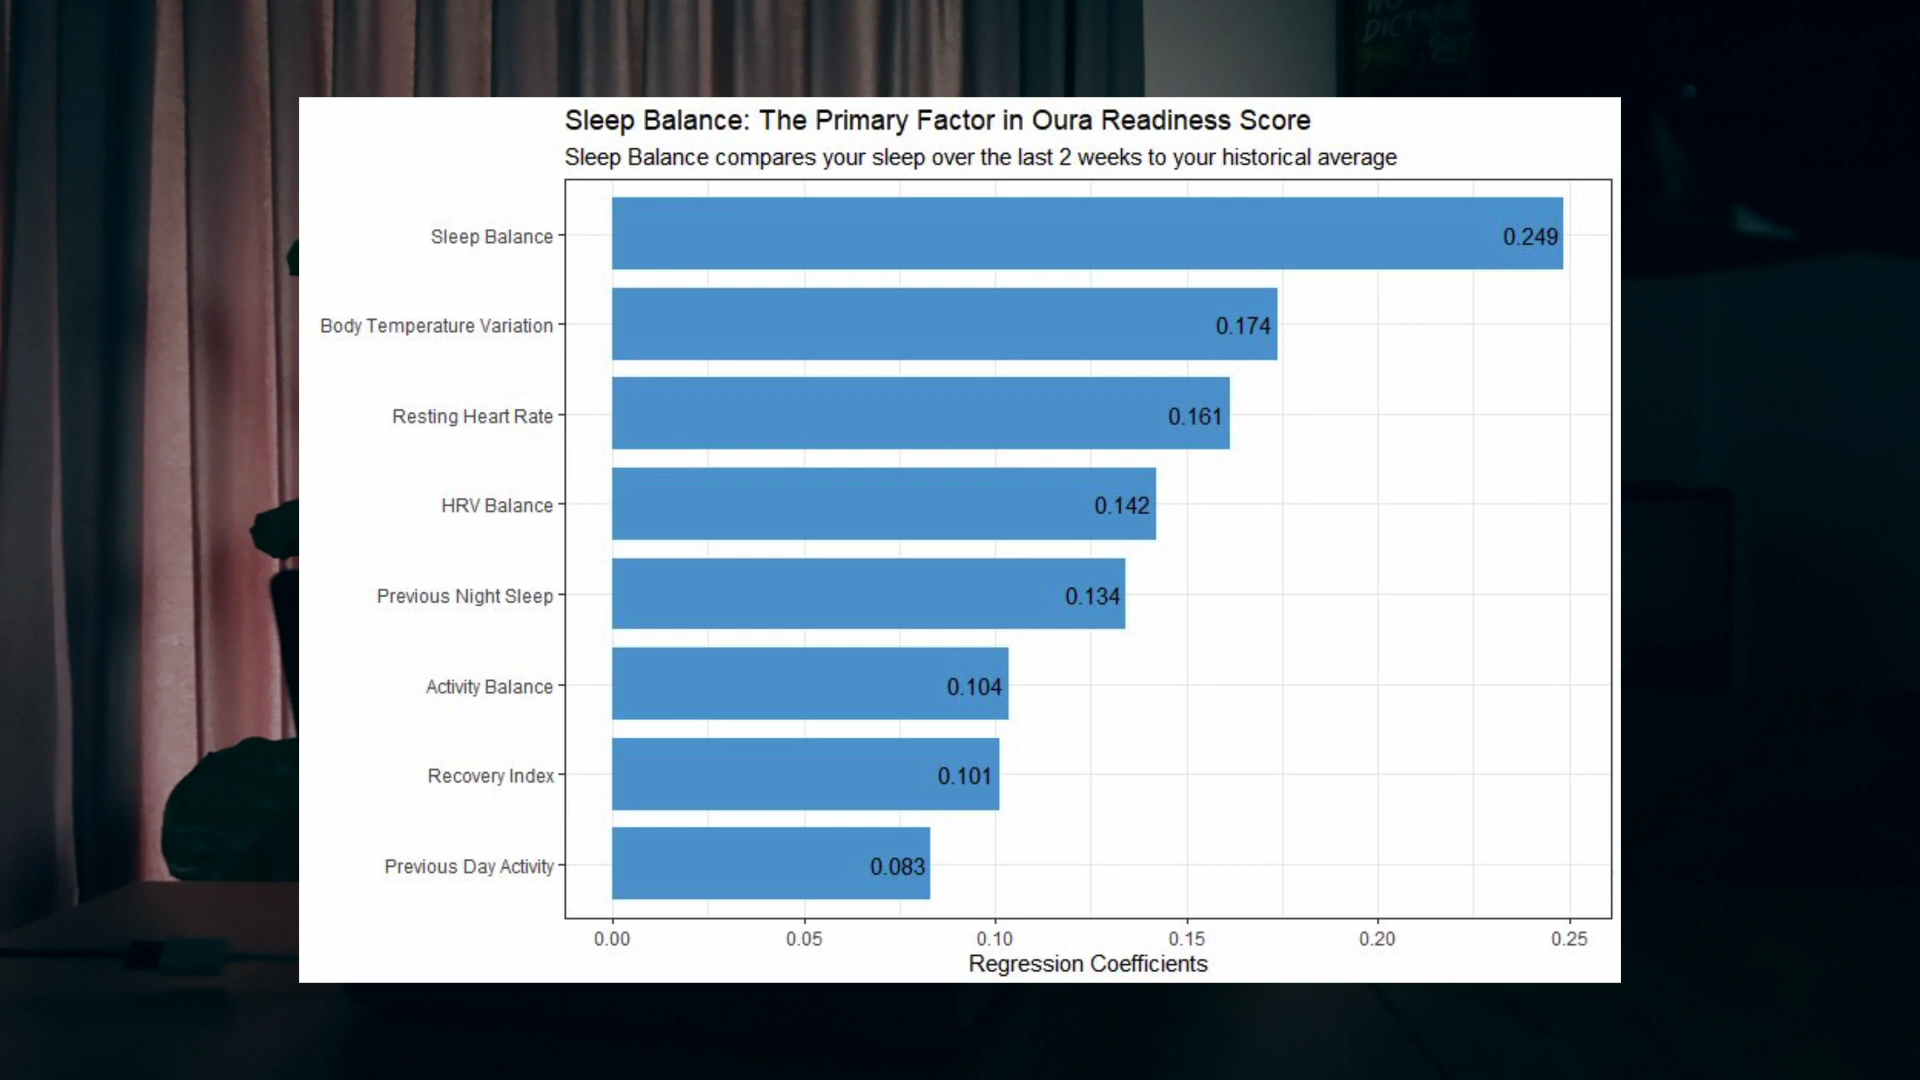 NO
Sleep Balance: The Primary Factor in Oura Readiness Score
Sleep Balance compares your sleep over the last 2 weeks to your historical average
Sleep Balance 0.249
Body Temperature Variation 0.174
Resting Heart Rate 0.161
HRV Balance 0.142
Previous Night Sleep 0.134
Activity Balance 0.104
Recovery Index 0.101
Previous Day Activity 0.083
0.00 0.05 0.10 0.15 0.20 0.25
Regression Coefficients